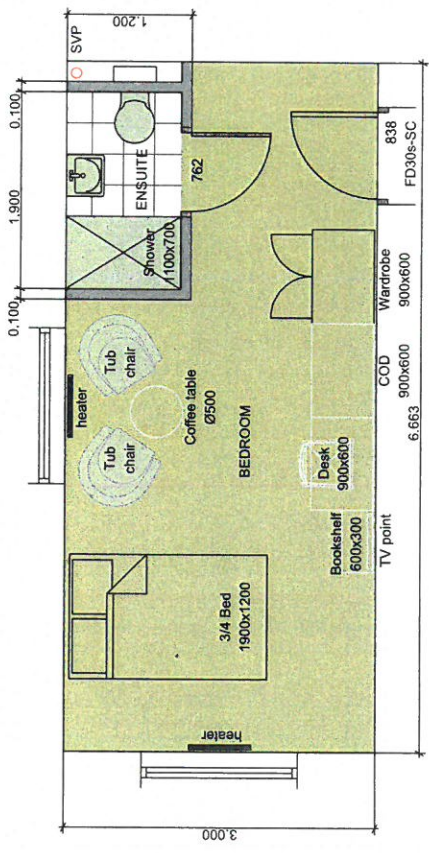 0.100
1.900
0.100
1.200
SVP
ENSUITE
Shower
1100x700
762
838
FD30s-SC
heater
Tub
chair
Tub
chair
Coffee table
Ø500
BEDROOM
3/4 Bed
1900x1200
heater
3.000
Bookshelf
600x300
Desk
900x600
TV point
COD
900x600
Wardrobe
900x600
6.663